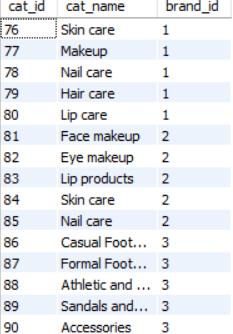 cat_id cat_name brand_id
76 Skin care 1
77 Makeup 1
78 Nail care 1
79 Hair care 1
80 Lip care 1
81 Face makeup 2
82 Eye makeup 2
83 Lip products 2
84 Skin care 2
85 Nail care 2
86 Casual Foot... 3
87 Formal Foot... 3
88 Athletic and ... 3
89 Sandals and... 3
90 Accessories 3